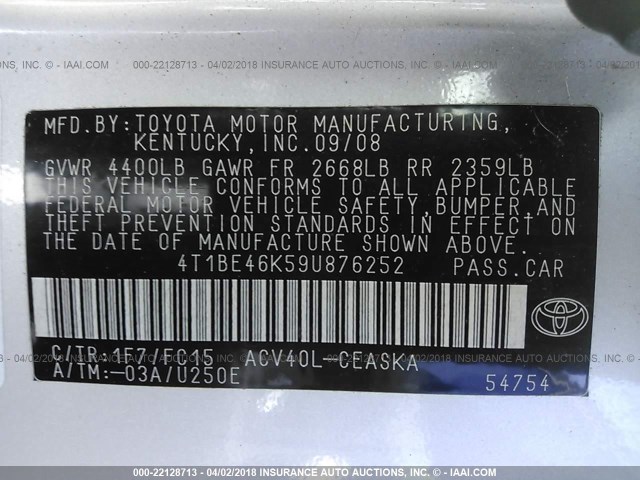 000-22128713 - 04/02/2018 - INSURANCE AUTO AUCTIONS, INC. - © IAAI.COM
MFD.BY:TOYOTA MOTOR MANUFACTURING,
KENTUCKY,INC.09/08
GVWR 4400LB GAWR FR 2668LB RR 2359LB
THIS VEHICLE CONFORMS TO ALL APPLICABLE
FEDERAL MOTOR VEHICLE SAFETY,BUMPER,AND
THEFT PREVENTION STANDARDS IN EFFECT ON
THE DATE OF MANUFACTURE SHOWN ABOVE.
4T1BE46K59U876252 PASS.CAR
C/TR:1F7/FC15 ACV40L-CEASKA
A/TM:-03A/U250E
54754
000-22128713 - 04/02/2018 - INSURANCE AUTO AUCTIONS, INC. - © IAAI.COM